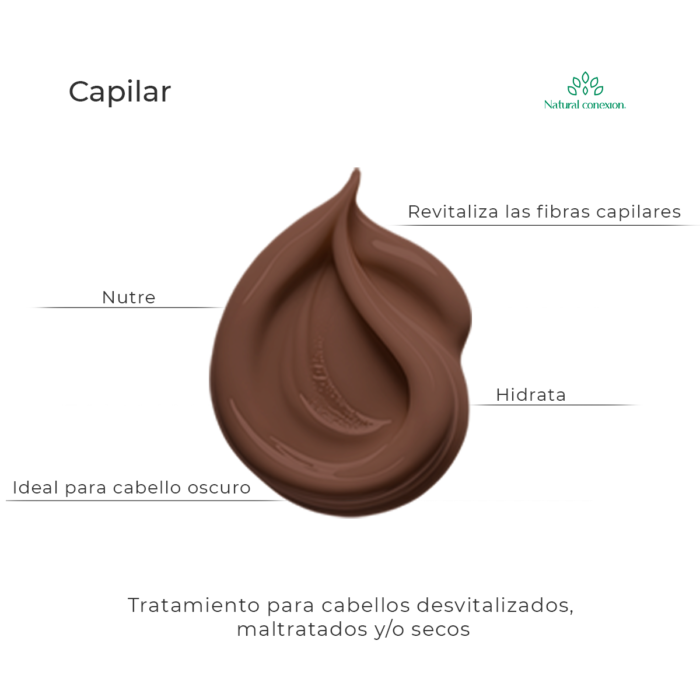 Capilar
Natural conexion.
Revitaliza las fibras capilares
Nutre
Hidrata
Ideal para cabello oscuro
Tratamiento para cabellos desvitalizados,
maltratados y/o secos